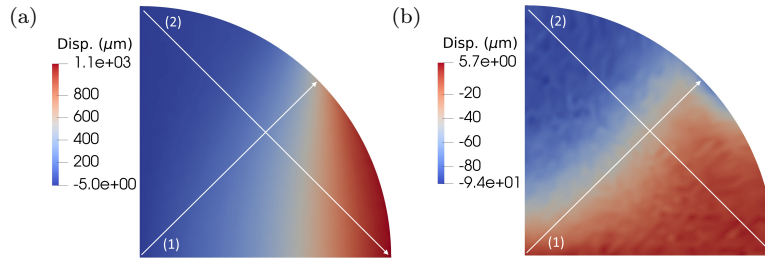 (a)
Disp. (μm)
1.1e+03
800
600
400
200
-5.0e+00
(2)
(1)
(b)
Disp. (μm)
5.7e+00
-20
-40
-60
-80
-9.4e+01
(2)
(1)